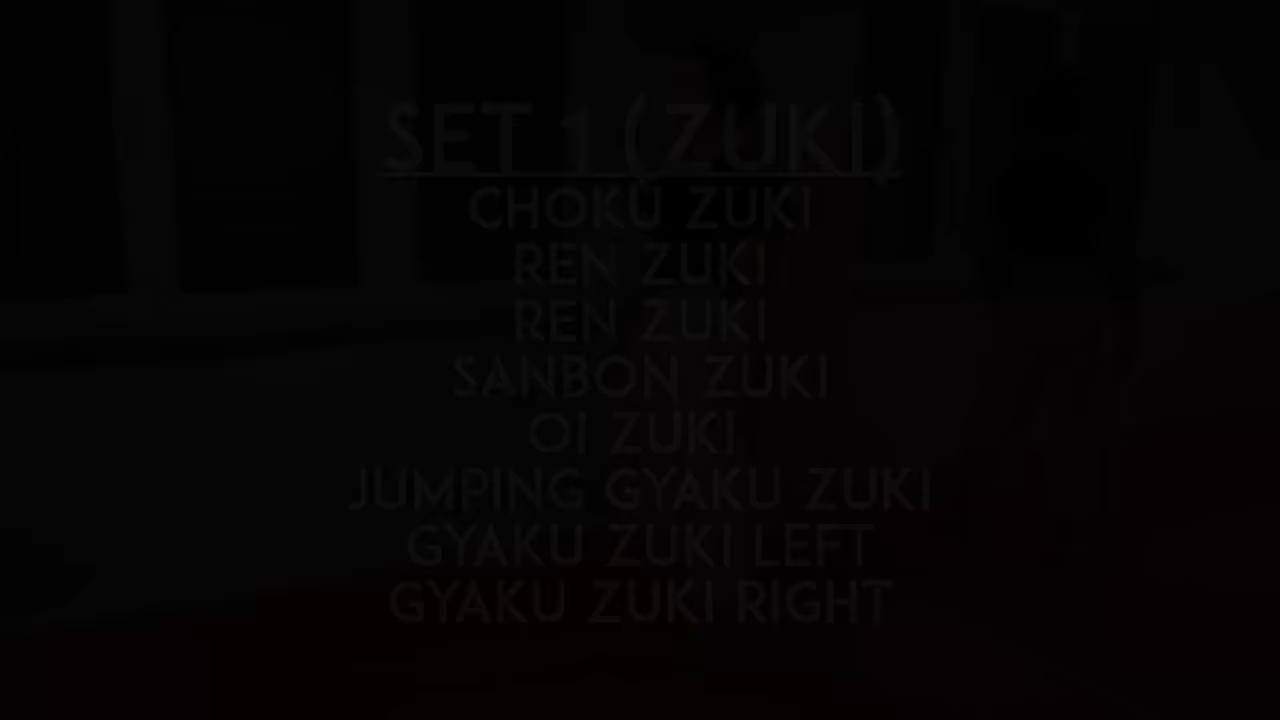 SET 1 (ZUKI)
CHOKU ZUKI
REN ZUKI
REN ZUKI
SANBON ZUKI
OI ZUKI
JUMPING GYAKU ZUKI
GYAKU ZUKI LEFT
GYAKU ZUKI RIGHT